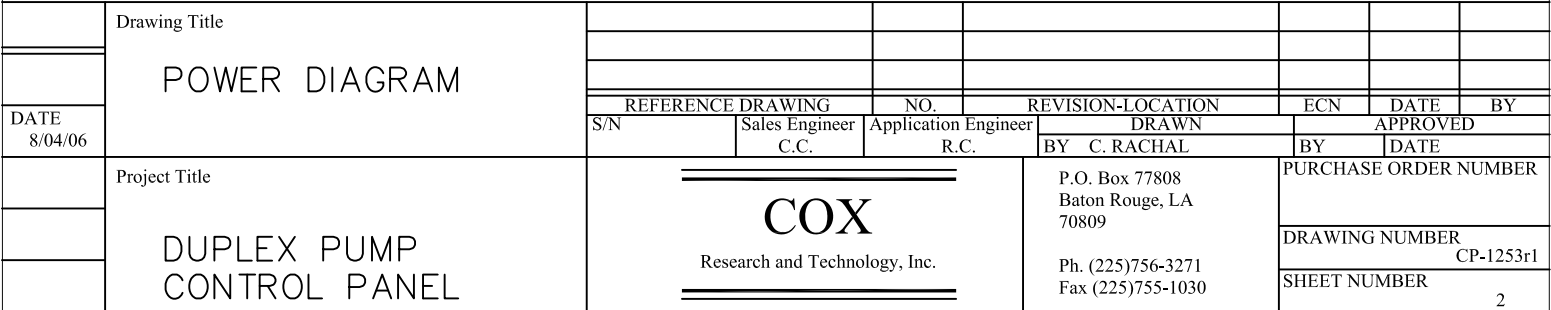 Drawing Title
POWER DIAGRAM
DATE
8/04/06
REFERENCE DRAWING NO. REVISION-LOCATION ECN DATE BY
S/N Sales Engineer Application Engineer DRAWN APPROVED
C.C. R.C. BY C. RACHAL BY DATE
Project Title
DUPLEX PUMP
CONTROL PANEL
COX
Research and Technology, Inc.
P.O. Box 77808
Baton Rouge, LA
70809
Ph. (225)756-3271
Fax (225)755-1030
PURCHASE ORDER NUMBER
DRAWING NUMBER
CP-1253r1
SHEET NUMBER
2